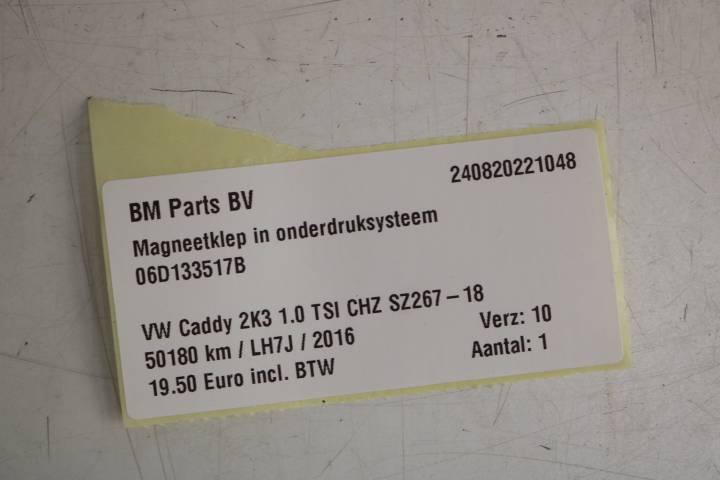 BM Parts BV 240820221048
Magneetklep in onderdruksysteem
06D133517B
VW Caddy 2K3 1.0 TSI CHZ SZ267-18
50180 km / LH7J / 2016 Verz: 10
19.50 Euro incl. BTW Aantal: 1